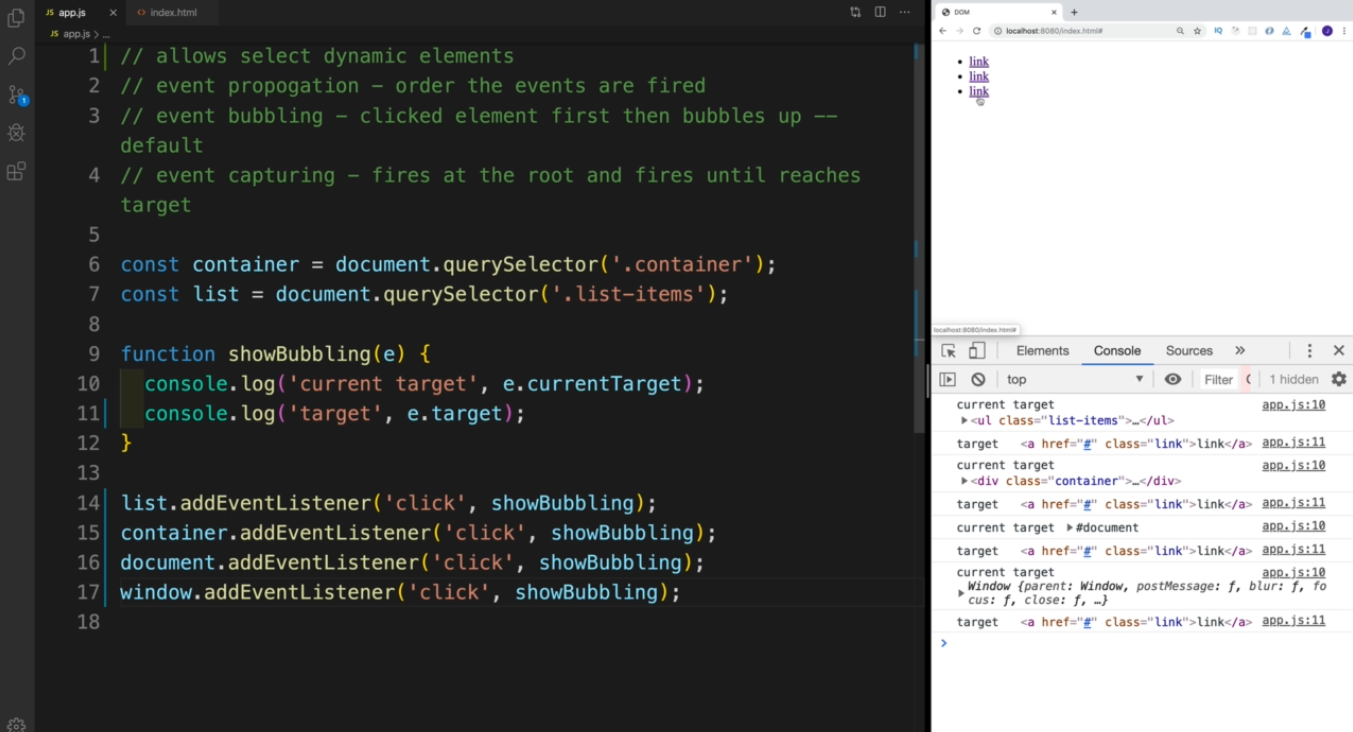 JS app.js × <> index.html
JS app.js > ...
1 // allows select dynamic elements
2 // event propogation - order the events are fired
3 // event bubbling - clicked element first then bubbles up --
default
4 // event capturing - fires at the root and fires until reaches
target
5
6 const container = document.querySelector('.container');
7 const list = document.querySelector('.list-items');
8
9 function showBubbling(e) {
10 console.log('current target', e.currentTarget);
11 console.log('target', e.target);
12 }
13
14 list.addEventListener('click', showBubbling);
15 container.addEventListener('click', showBubbling);
16 document.addEventListener('click', showBubbling);
17 window.addEventListener('click', showBubbling);
18
1
DOM
localhost:8080/index.html#
IQ
J
link
link
link
localhost:8080/index.html#
Elements Console Sources »
top Filter 1 hidden
current target app.js:10
<ul class="list-items">…</ul>
target <a href="#" class="link">link</a> app.js:11
current target app.js:10
<div class="container">…</div>
target <a href="#" class="link">link</a> app.js:11
current target #document app.js:10
target <a href="#" class="link">link</a> app.js:11
current target app.js:10
Window {parent: Window, postMessage: ƒ, blur: ƒ, fo
cus: ƒ, close: ƒ, …}
target <a href="#" class="link">link</a> app.js:11
>